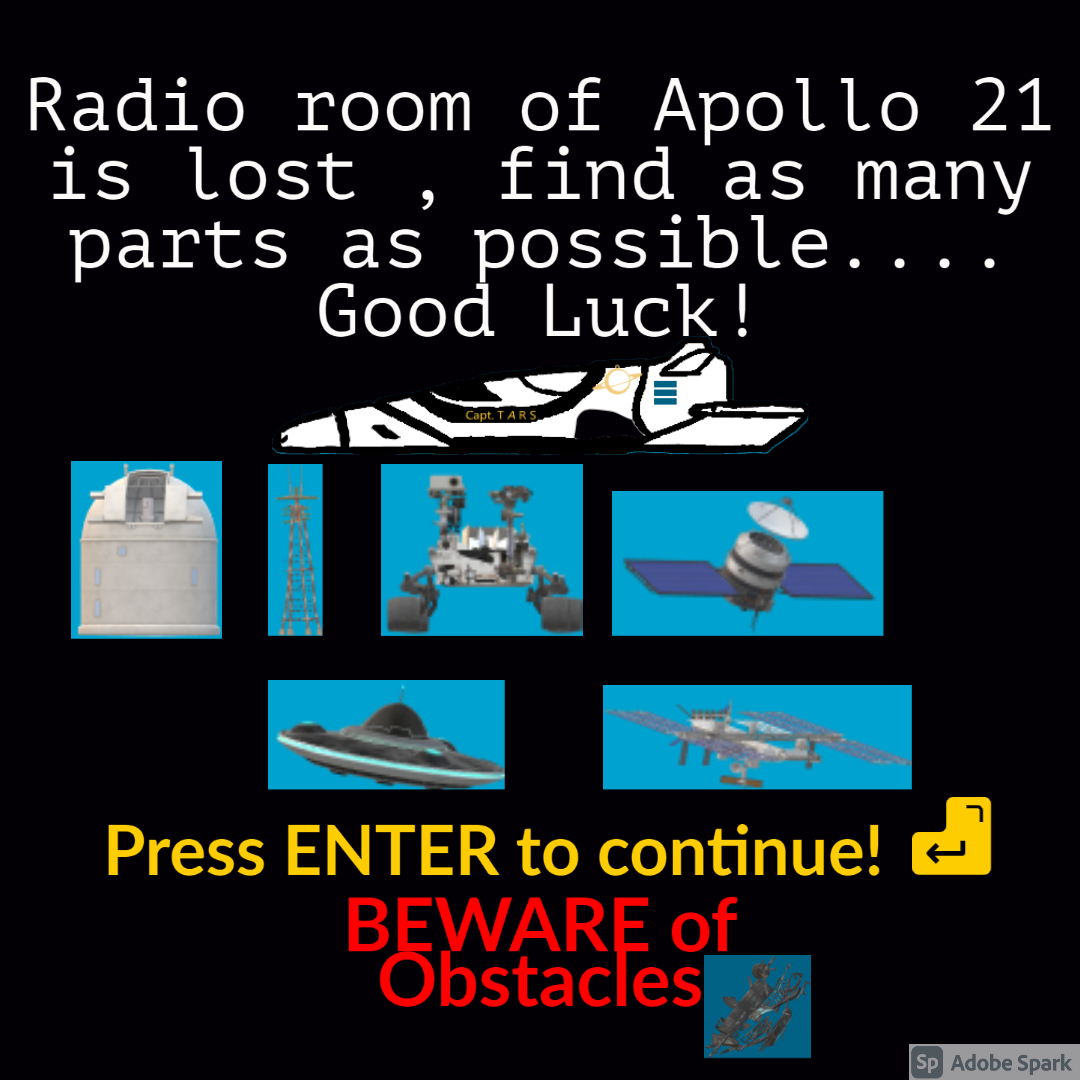 Radio room of Apollo 21
is lost , find as many
parts as possible....
Good Luck!
Capt. T A R S
Press ENTER to continue!
BEWARE of
Obstacles
Sp Adobe Spark